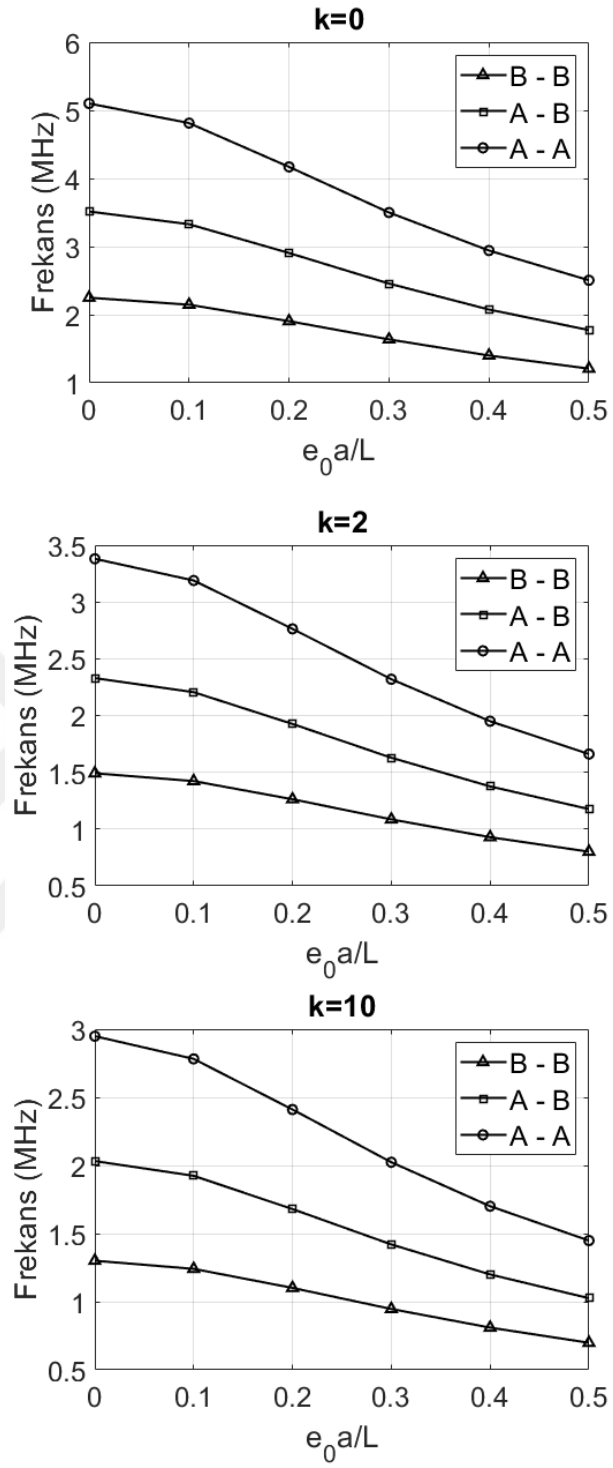 k=0
Frekans (MHz)
6
5
4
3
2
1
B - B
A - B
A - A
0 0.1 0.2 0.3 0.4 0.5
e₀a/L
k=2
Frekans (MHz)
3.5
3
2.5
2
1.5
1
0.5
B - B
A - B
A - A
0 0.1 0.2 0.3 0.4 0.5
e₀a/L
k=10
Frekans (MHz)
3
2.5
2
1.5
1
0.5
B - B
A - B
A - A
0 0.1 0.2 0.3 0.4 0.5
e₀a/L